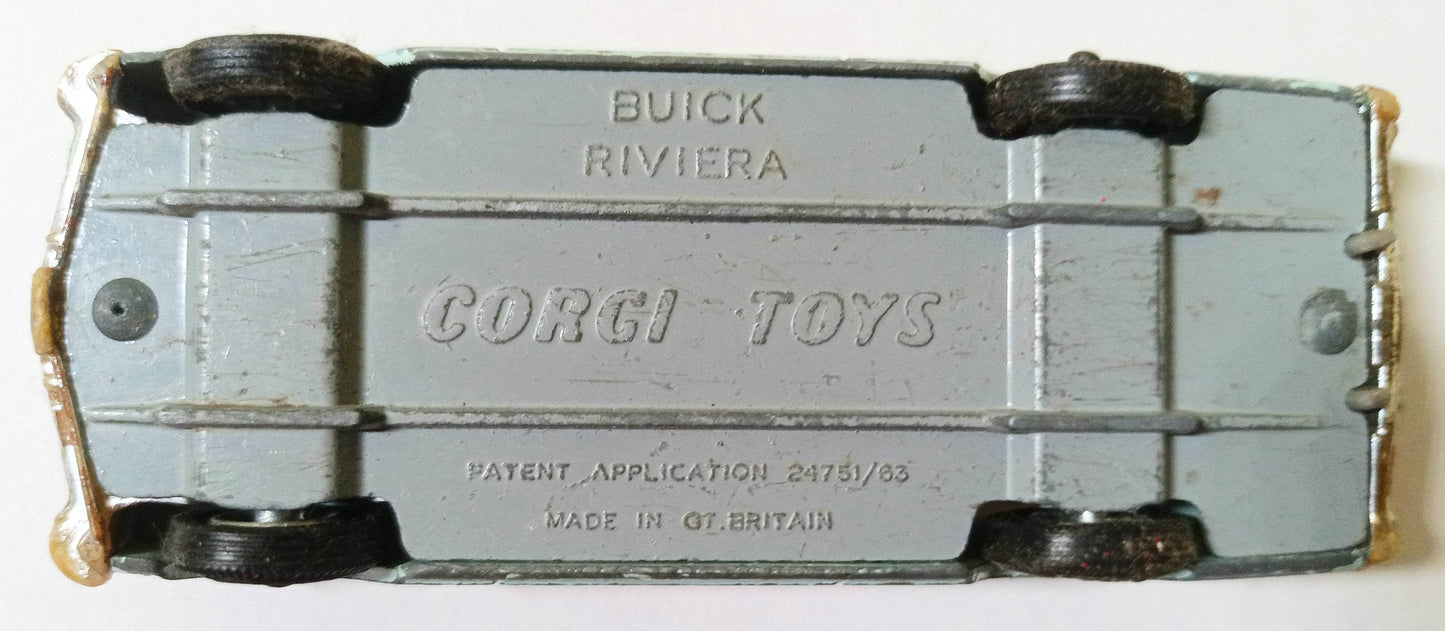 BUICK
RIVIERA
CORGI TOYS
PATENT APPLICATION 24751/63
MADE IN GT.BRITAIN